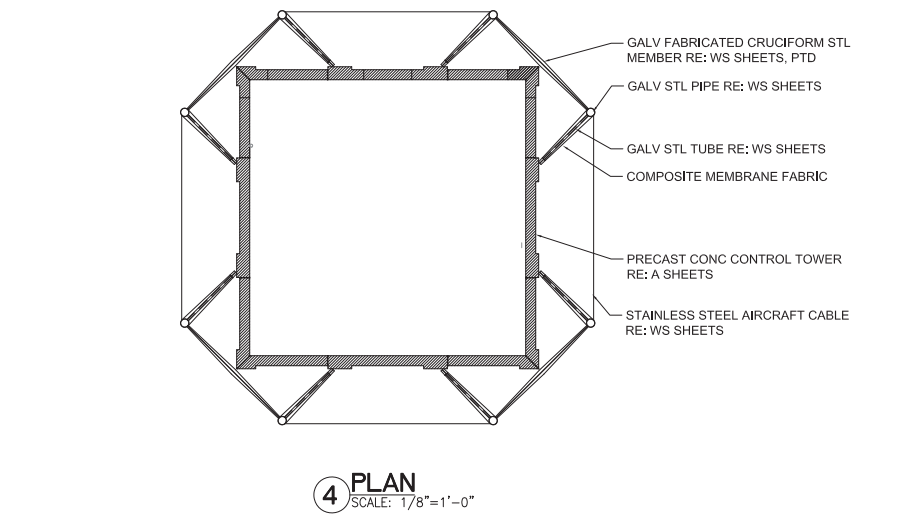 GALV FABRICATED CRUCIFORM STL
MEMBER RE: WS SHEETS, PTD
GALV STL PIPE RE: WS SHEETS
GALV STL TUBE RE: WS SHEETS
COMPOSITE MEMBRANE FABRIC
PRECAST CONC CONTROL TOWER
RE: A SHEETS
STAINLESS STEEL AIRCRAFT CABLE
RE: WS SHEETS
4 PLAN
SCALE: 1/8"=1'-0"